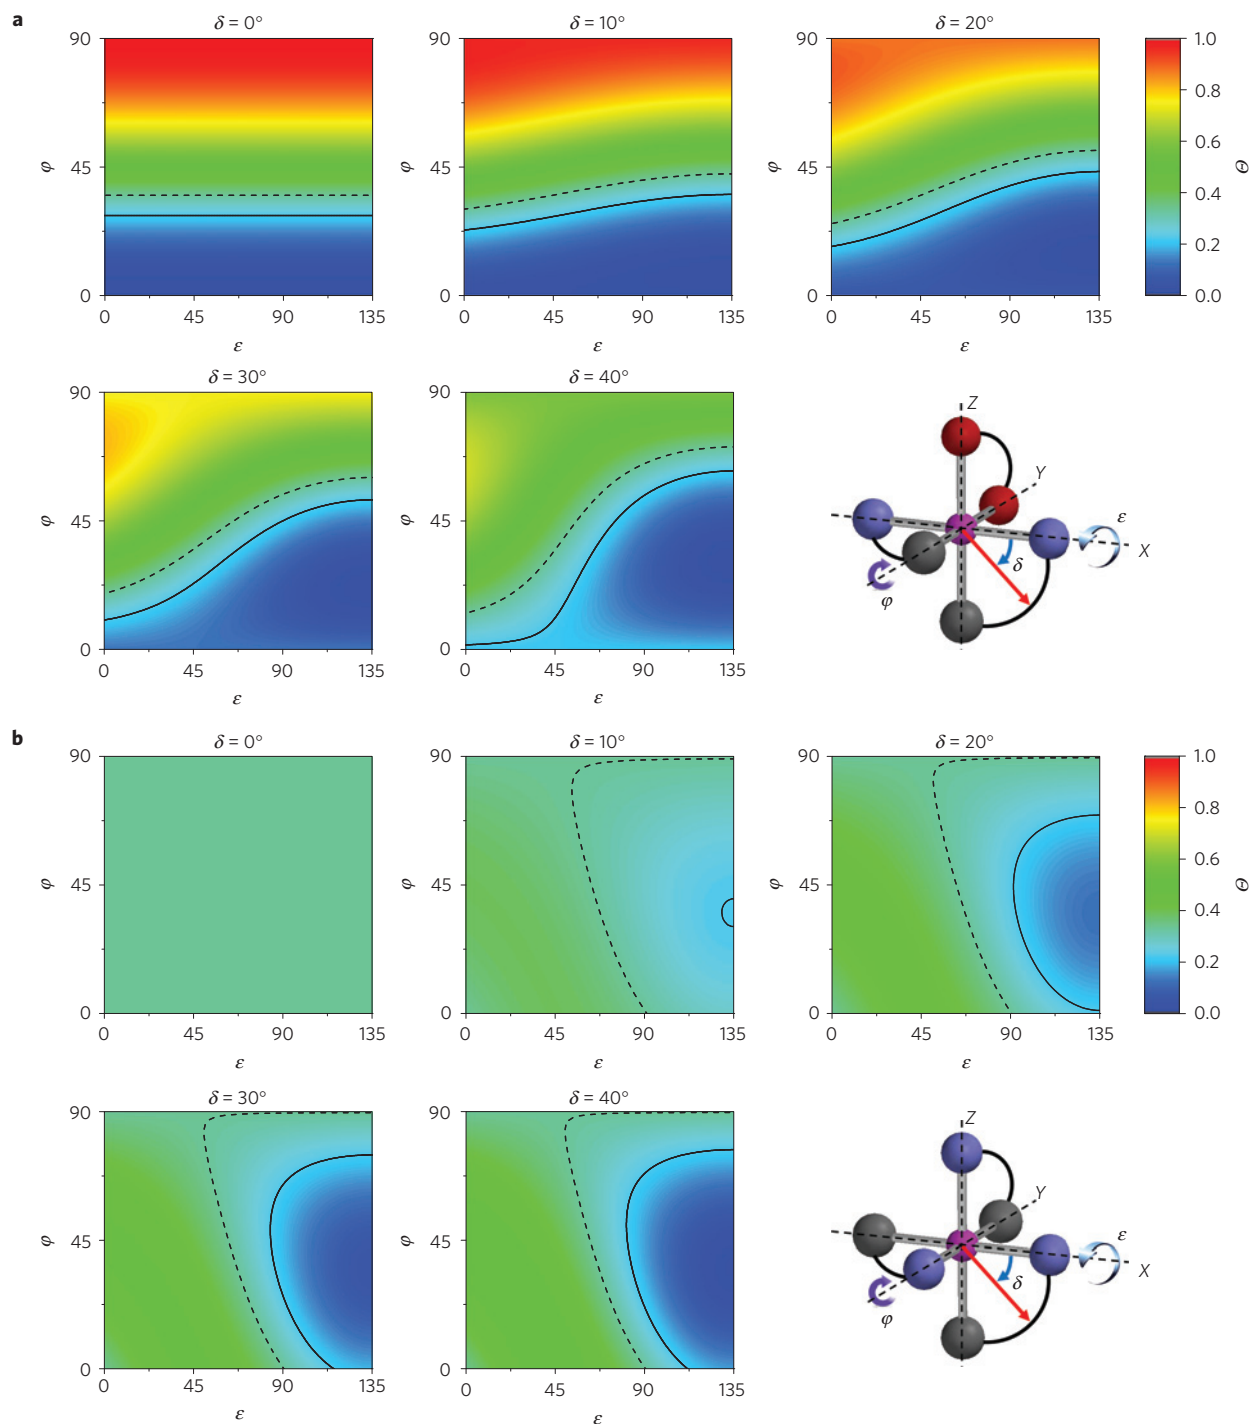 a
δ = 0° δ = 10° δ = 20°
90 90 90 1.0
0.8
φ 45 φ 45 φ 45 0.6 Θ
0.4
0.2
0 0 0 0.0
0 45 90 135 0 45 90 135 0 45 90 135
ε ε ε
δ = 30° δ = 40°
90 90 Z
Y
φ 45 φ 45 ε
X
δ
φ
0 0
0 45 90 135 0 45 90 135
ε ε
b
δ = 0° δ = 10° δ = 20°
90 90 90 1.0
0.8
φ 45 φ 45 φ 45 0.6 Θ
0.4
0.2
0 0 0 0.0
0 45 90 135 0 45 90 135 0 45 90 135
ε ε ε
δ = 30° δ = 40°
90 90 Z
Y
φ 45 φ 45 ε
X
δ
φ
0 0
0 45 90 135 0 45 90 135
ε ε